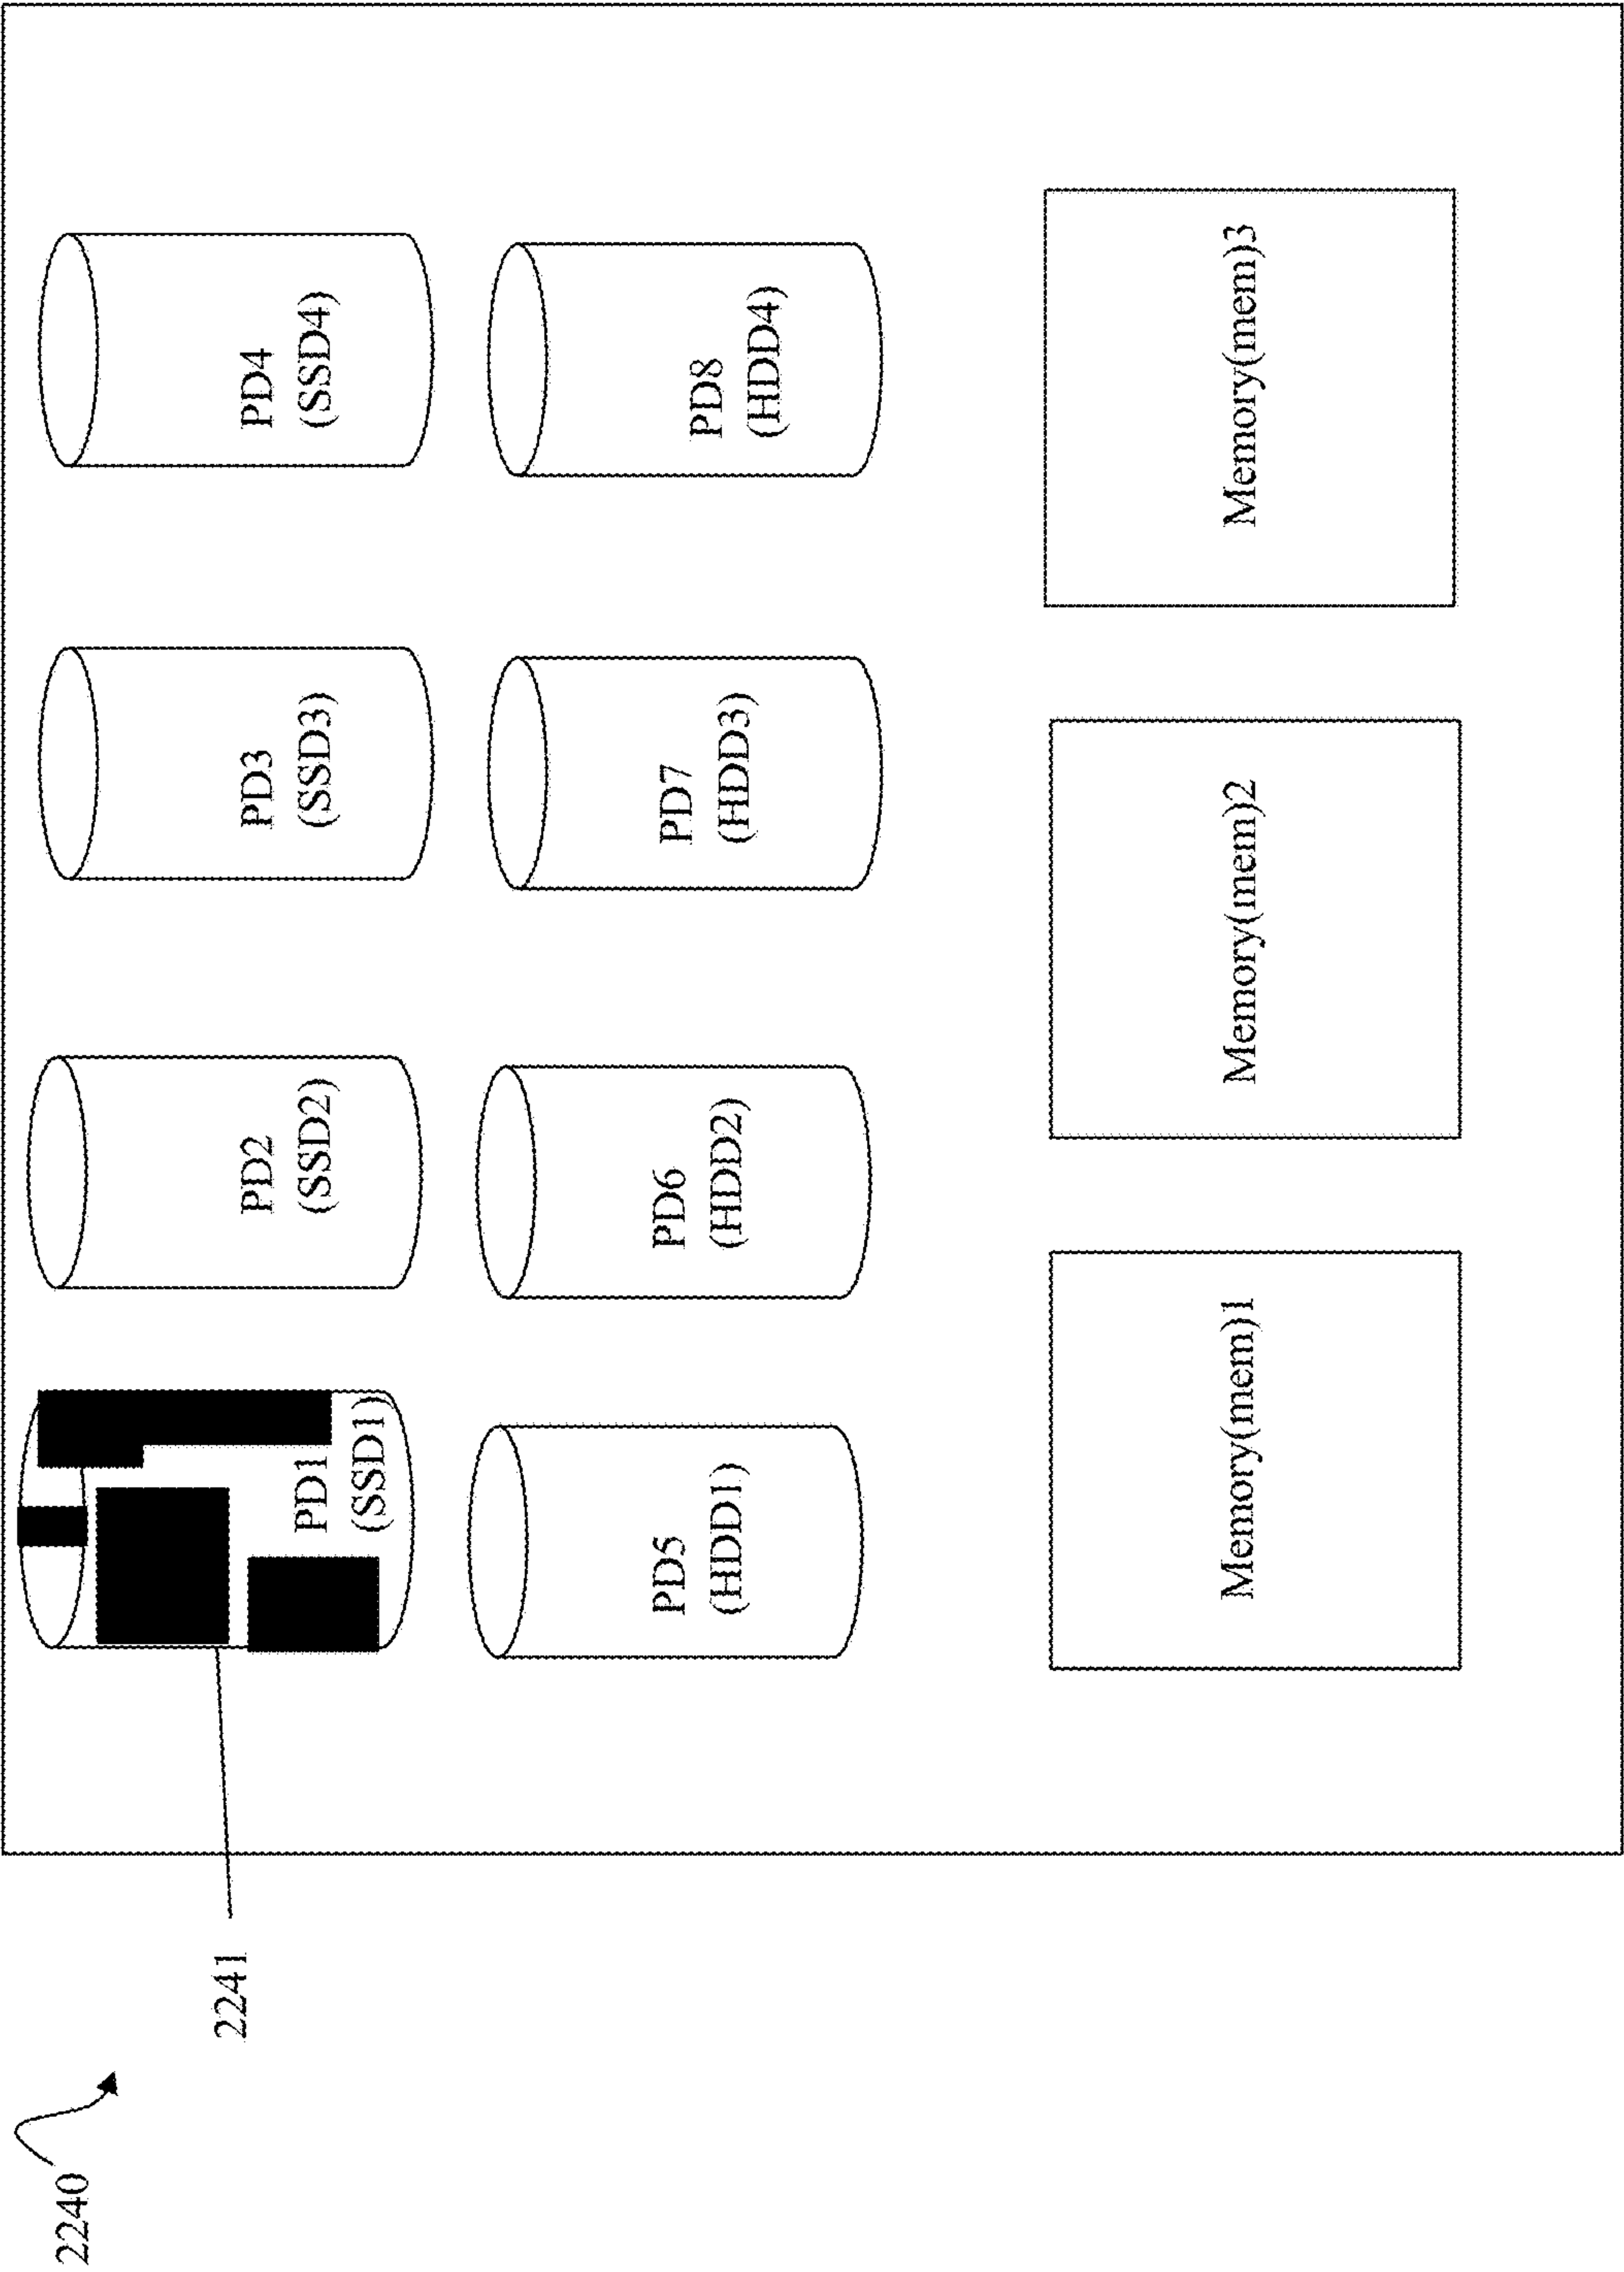 2240
2241
PD1
(SSD1)
PD2
(SSD2)
PD3
(SSD3)
PD4
(SSD4)
PD5
(HDD1)
PD6
(HDD2)
PD7
(HDD3)
PD8
(HDD4)
Memory(mem)1
Memory(mem)2
Memory(mem)3